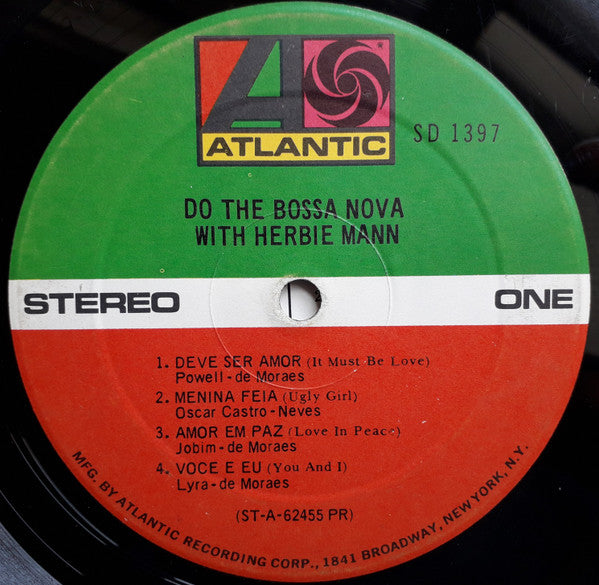 ATLANTIC
SD 1397
DO THE BOSSA NOVA
WITH HERBIE MANN
STEREO
ONE
1. DEVE SER AMOR (It Must Be Love)
Powell - de Moraes
2. MENINA FEIA (Ugly Girl)
Oscar Castro - Neves
3. AMOR EM PAZ (Love In Peace)
Jobim - de Moraes
4. VOCE E EU (You And I)
Lyra - de Moraes
(ST-A-62455 PR)
MFG. BY ATLANTIC RECORDING CORP., 1841 BROADWAY, NEW YORK, N.Y.